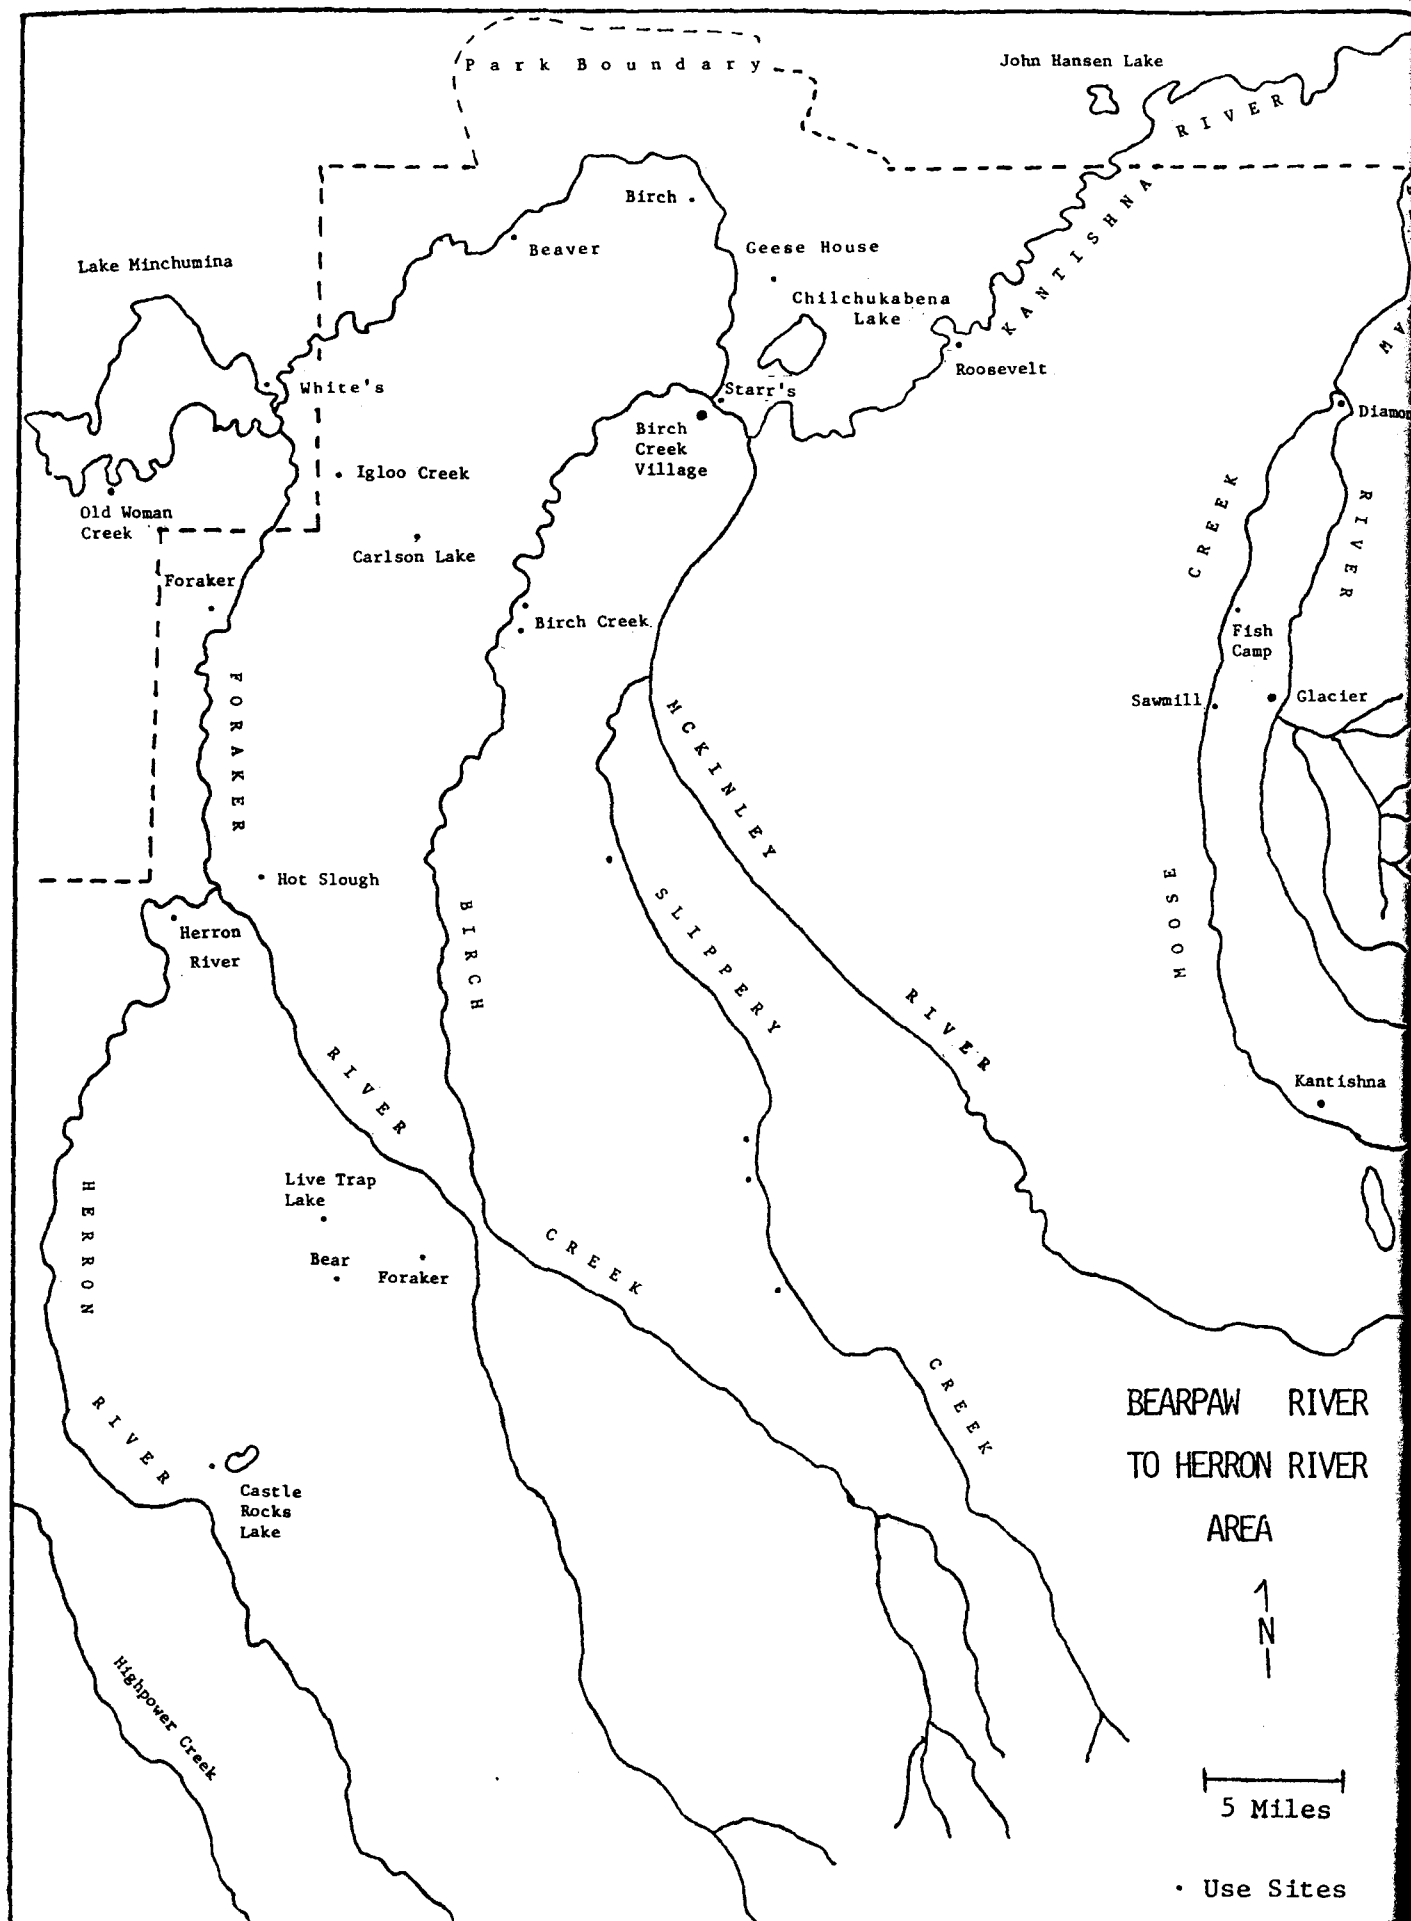 Park Boundary
John Hansen Lake
RIVER
KANTISHNA
Birch
Beaver
Geese House
Lake Minchumina
Chilchukabena
Lake
Roosevelt
White's
Starr's
Birch
Creek
Village
Igloo Creek
Old Woman
Creek
Carlson Lake
Foraker
Birch Creek
CREEK
RIVER
Fish
Camp
Sawmill
Glacier
FORAKER
MCKINLEY
Hot Slough
Herron
River
BIRCH
SLIPPERY
MOOSE
RIVER
RIVER
Kantishna
Live Trap
Lake
HERRON
Bear
Foraker
CREEK
CREEK
RIVER
Castle
Rocks
Lake
Highpower Creek
BEARPAW RIVER
TO HERRON RIVER
AREA
N
5 Miles
Use Sites